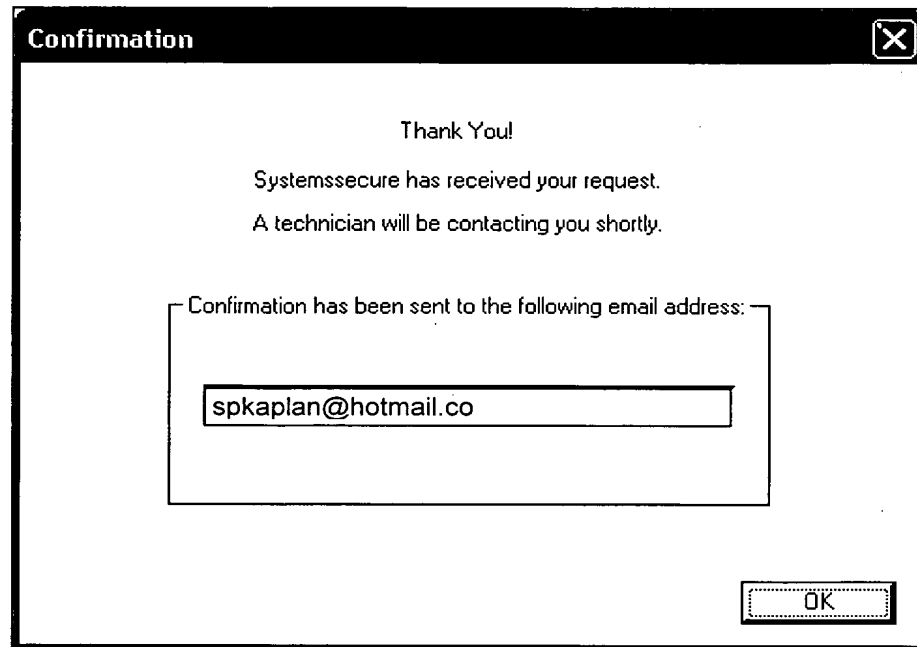 Confirmation
Thank You!
Systemssecure has received your request.
A technician will be contacting you shortly.
Confirmation has been sent to the following email address:
spkaplan@hotmail.co
OK